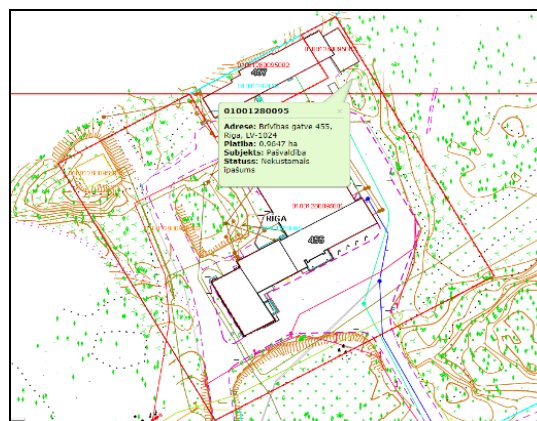 01001280095002
457
01001280095
Adrese: Brīvības gatve 455,
Rīga, LV-1024
Platība: 0.9647 ha
Subjekts: Pašvaldība
Statuss: Nekustamais
īpašums
RIGA
455